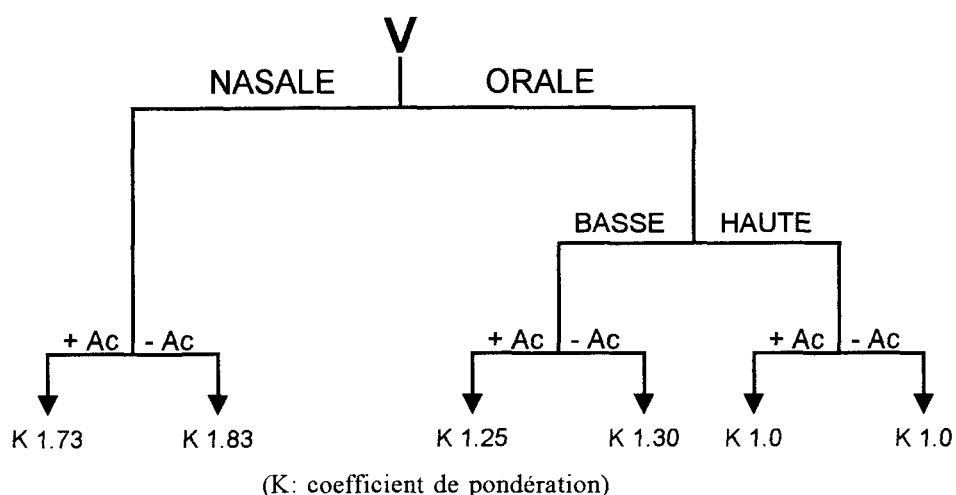 V
NASALE ORALE
BASSE HAUTE
+ Ac - Ac + Ac - Ac + Ac - Ac
K 1.73 K 1.83 K 1.25 K 1.30 K 1.0 K 1.0
(K: coefficient de pondération)